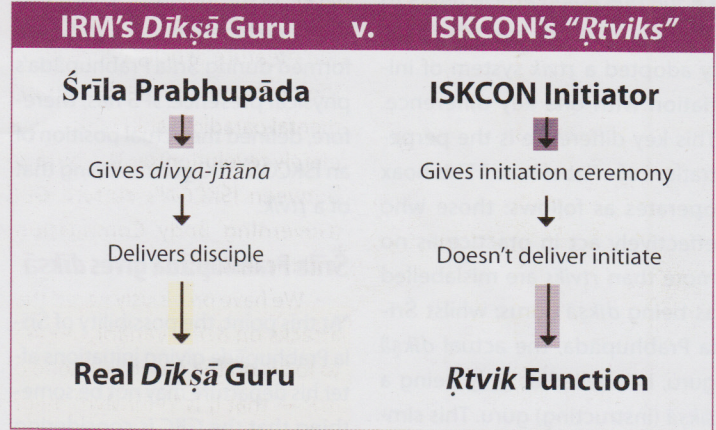 IRM's Dīkṣā Guru v. ISKCON's "Ṛtviks"
Śrīla Prabhupāda ISKCON Initiator
Gives divya-jñāna Gives initiation ceremony
Delivers disciple Doesn't deliver initiate
Real Dīkṣā Guru Ṛtvik Function